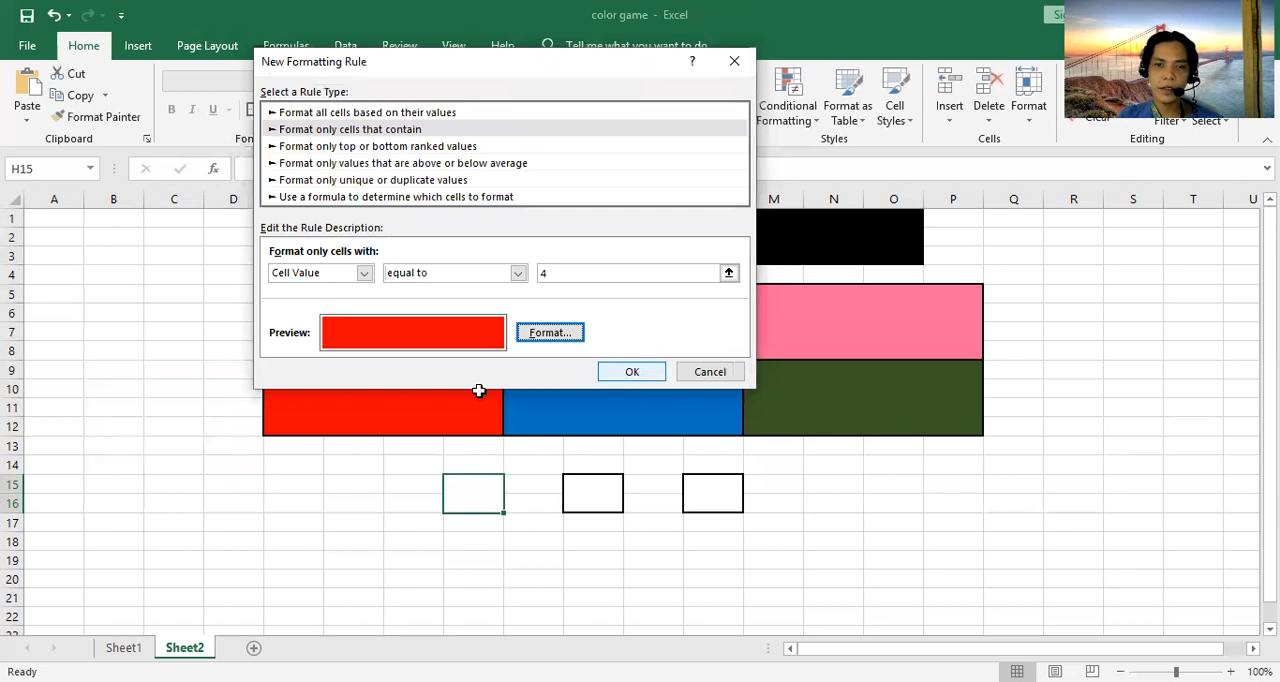 color game - Excel
File Home Insert Page Layout Formulas Data Review View Help Tell me what you want to do
Cut
Copy
Format Painter
Paste
Clipboard
B I U
Conditional Formatting
Format as Table
Cell Styles
Styles
Insert Delete Format
Cells
Select
Editing
New Formatting Rule
?
Select a Rule Type:
► Format all cells based on their values
► Format only cells that contain
► Format only top or bottom ranked values
► Format only values that are above or below average
► Format only unique or duplicate values
► Use a formula to determine which cells to format
Edit the Rule Description:
Format only cells with:
Cell Value equal to 4
Preview: Format...
OK Cancel
H15 fx
A B C D M N O P Q R S T U
1
2
3
4
5
6
7
8
9
10
11
12
13
14
15
16
17
18
19
20
21
22
Sheet1 Sheet2
Ready 100%